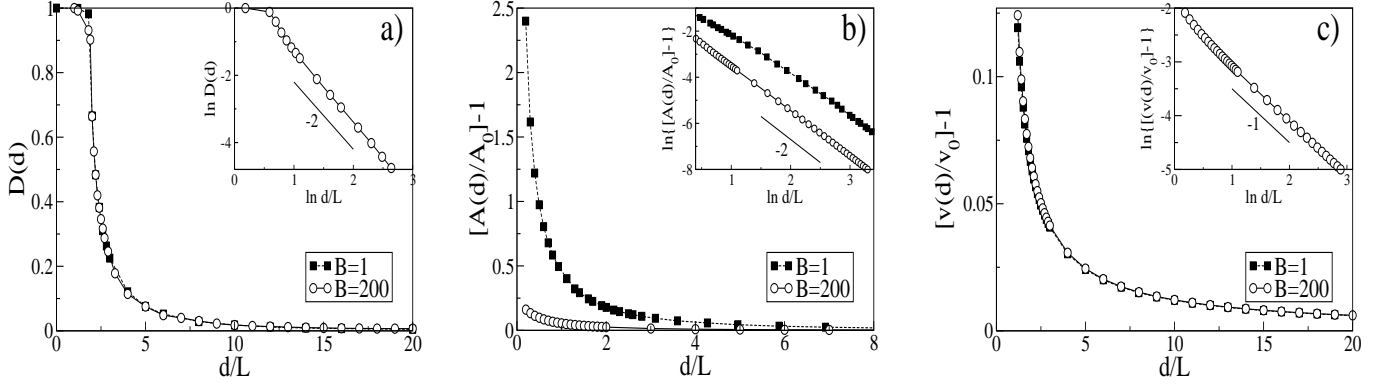 a)
D(d)
1
0.8
0.6
0.4
0.2
0
0
5
10
15
20
d/L
ln D(d)
0
-2
-4
-2
0
1
2
3
ln d/L
B=1
B=200
b)
[A(d)/A₀]-1
2.5
2
1.5
1
0.5
0
0
2
4
6
8
d/L
ln{[A(d)/A₀]-1}
-2
-4
-6
-8
-2
1
2
3
ln d/L
B=1
B=200
c)
[v(d)/v₀]-1
0.1
0.05
0
0
5
10
15
20
d/L
ln{[(v(d)/v₀]-1}
-2
-3
-4
-5
-1
0
1
2
3
ln d/L
B=1
B=200